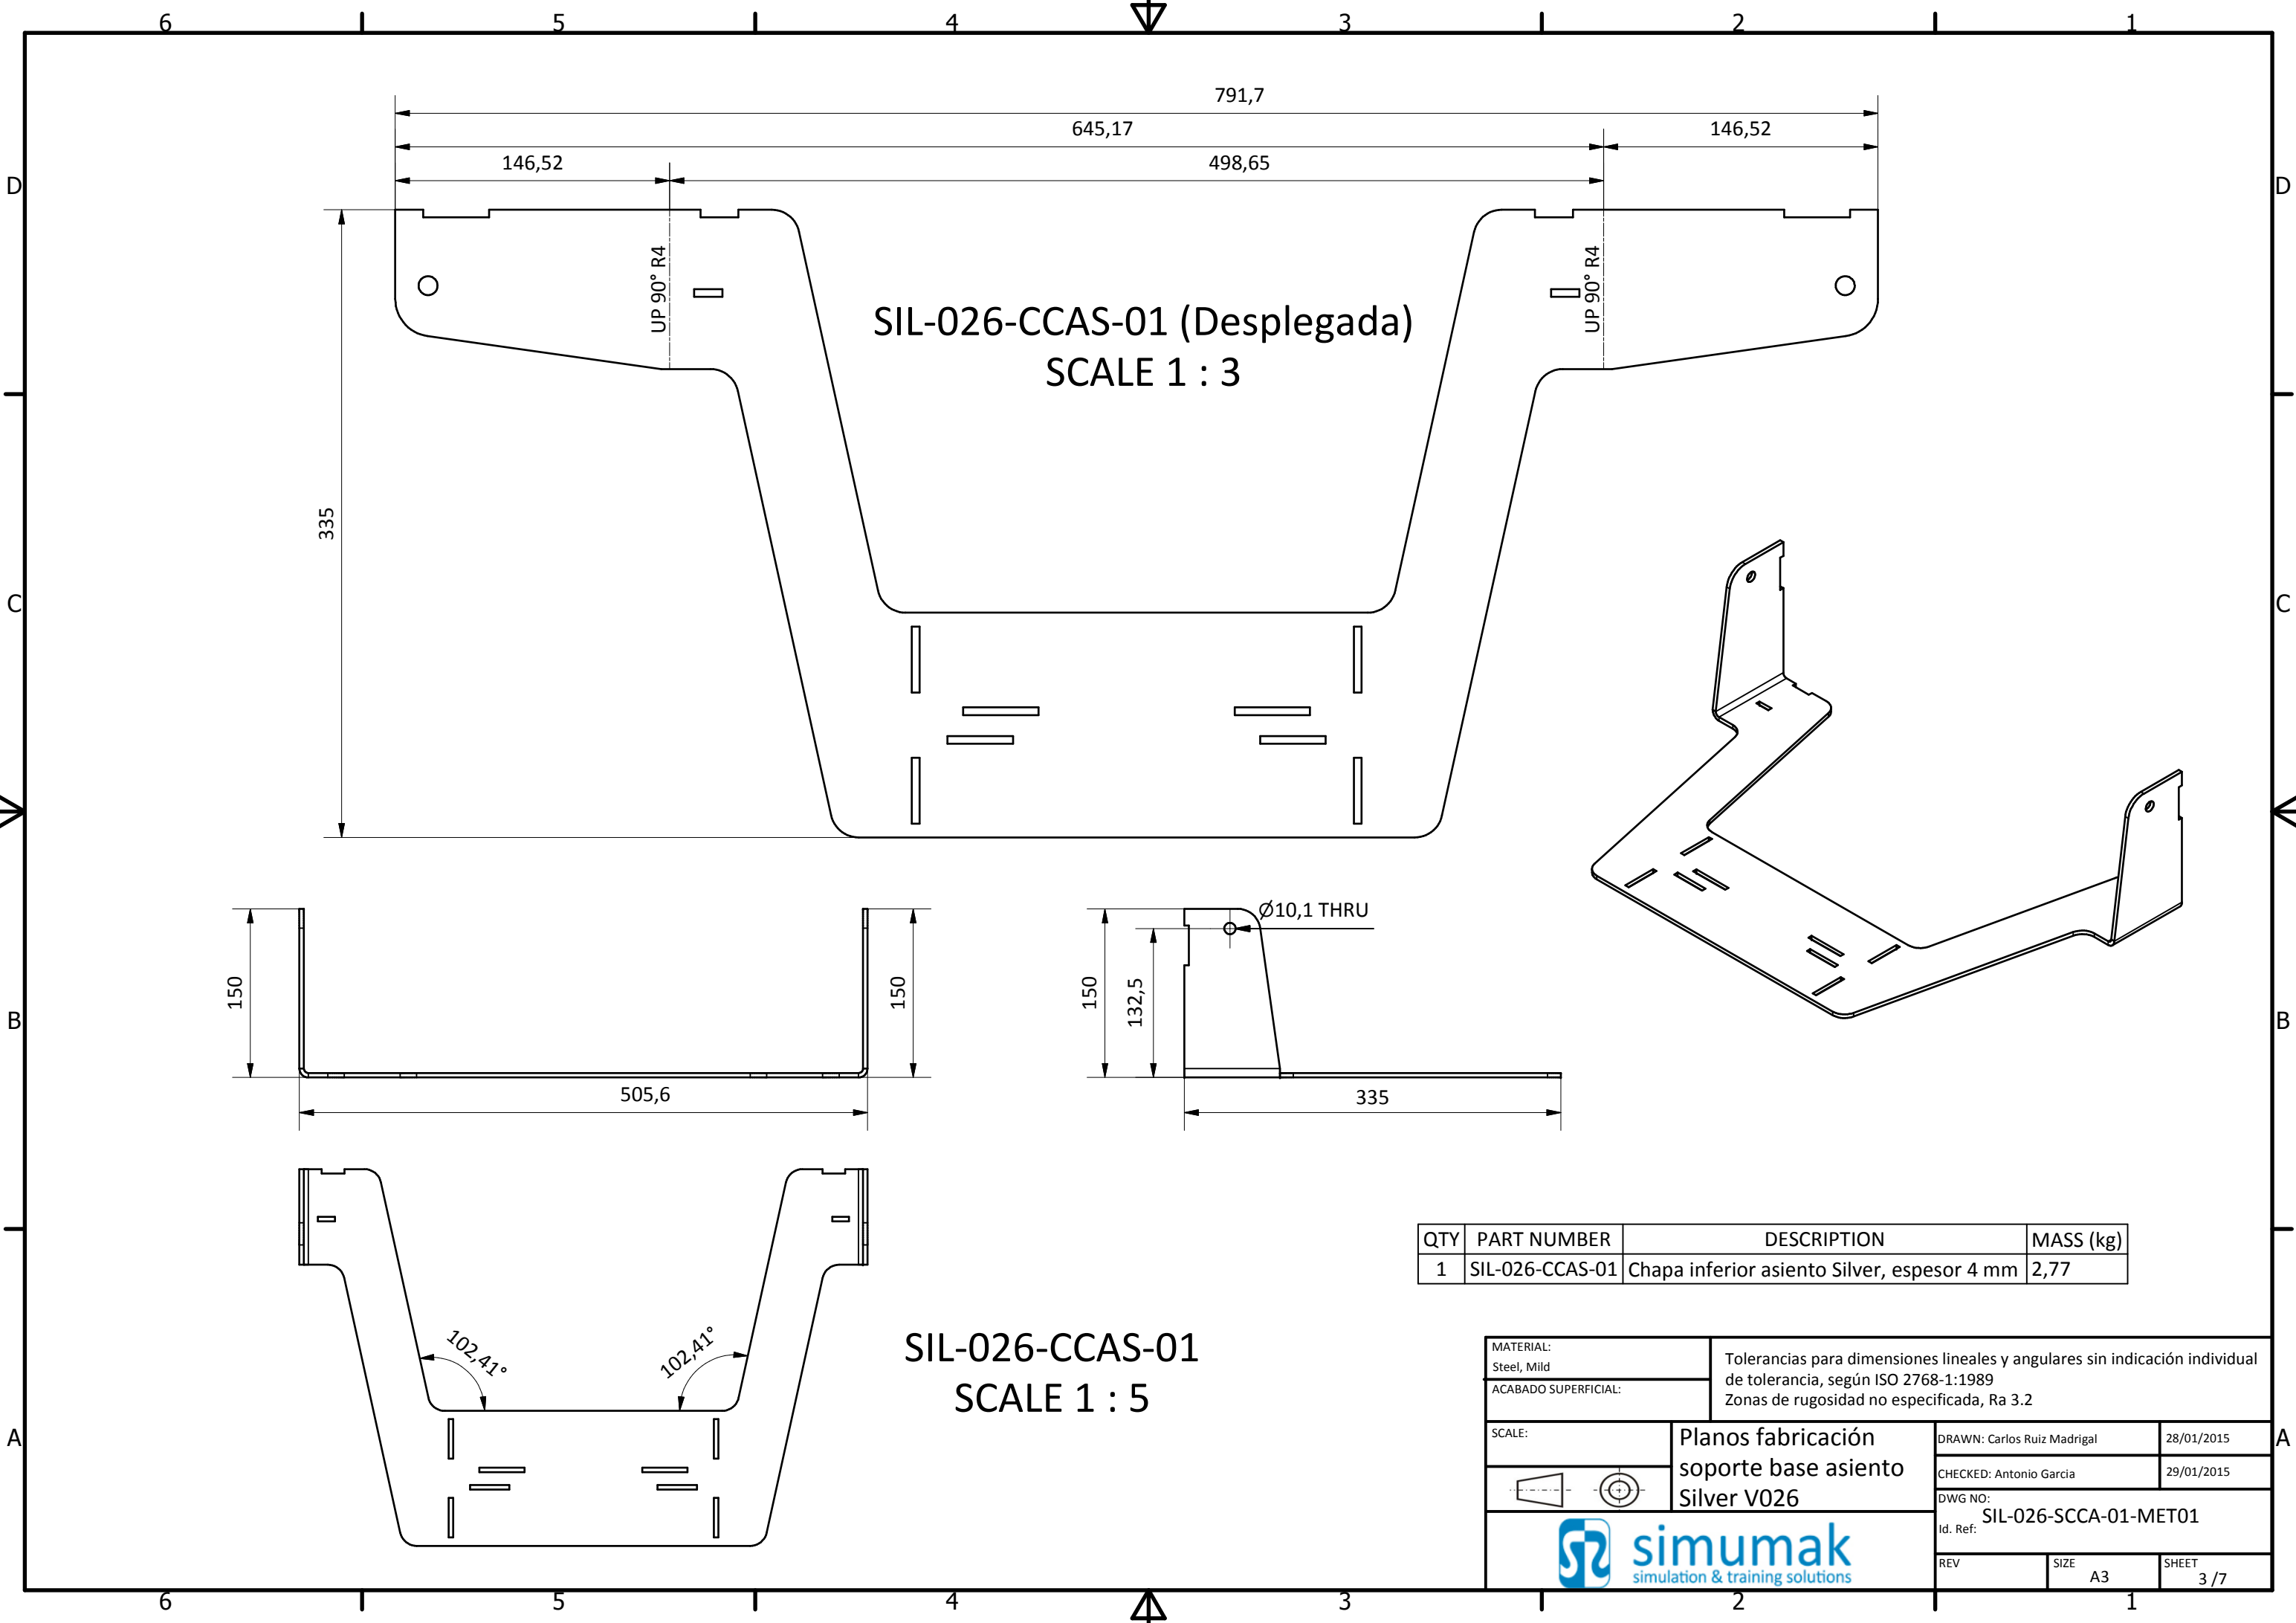 6 5 4 3 2 1
791,7
645,17 146,52
146,52 498,65
D D
UP 90° R4 UP 90° R4
SIL-026-CCAS-01 (Desplegada)
SCALE 1 : 3
335
C C
Ø10,1 THRU
150 150 150 132,5
B B
505,6 335
QTY PART NUMBER DESCRIPTION MASS (kg)
1 SIL-026-CCAS-01 Chapa inferior asiento Silver, espesor 4 mm 2,77
102,41° 102,41°
SIL-026-CCAS-01
SCALE 1 : 5
A A
MATERIAL:
Steel, Mild
ACABADO SUPERFICIAL:
Tolerancias para dimensiones lineales y angulares sin indicación individual
de tolerancia, según ISO 2768-1:1989
Zonas de rugosidad no especificada, Ra 3.2
SCALE:
Planos fabricación
soporte base asiento
Silver V026
DRAWN: Carlos Ruiz Madrigal 28/01/2015
CHECKED: Antonio Garcia 29/01/2015
DWG NO:
SIL-026-SCCA-01-MET01
Id. Ref:
simumak
simulation & training solutions
REV SIZE SHEET
A3 3 /7
6 5 4 3 2 1